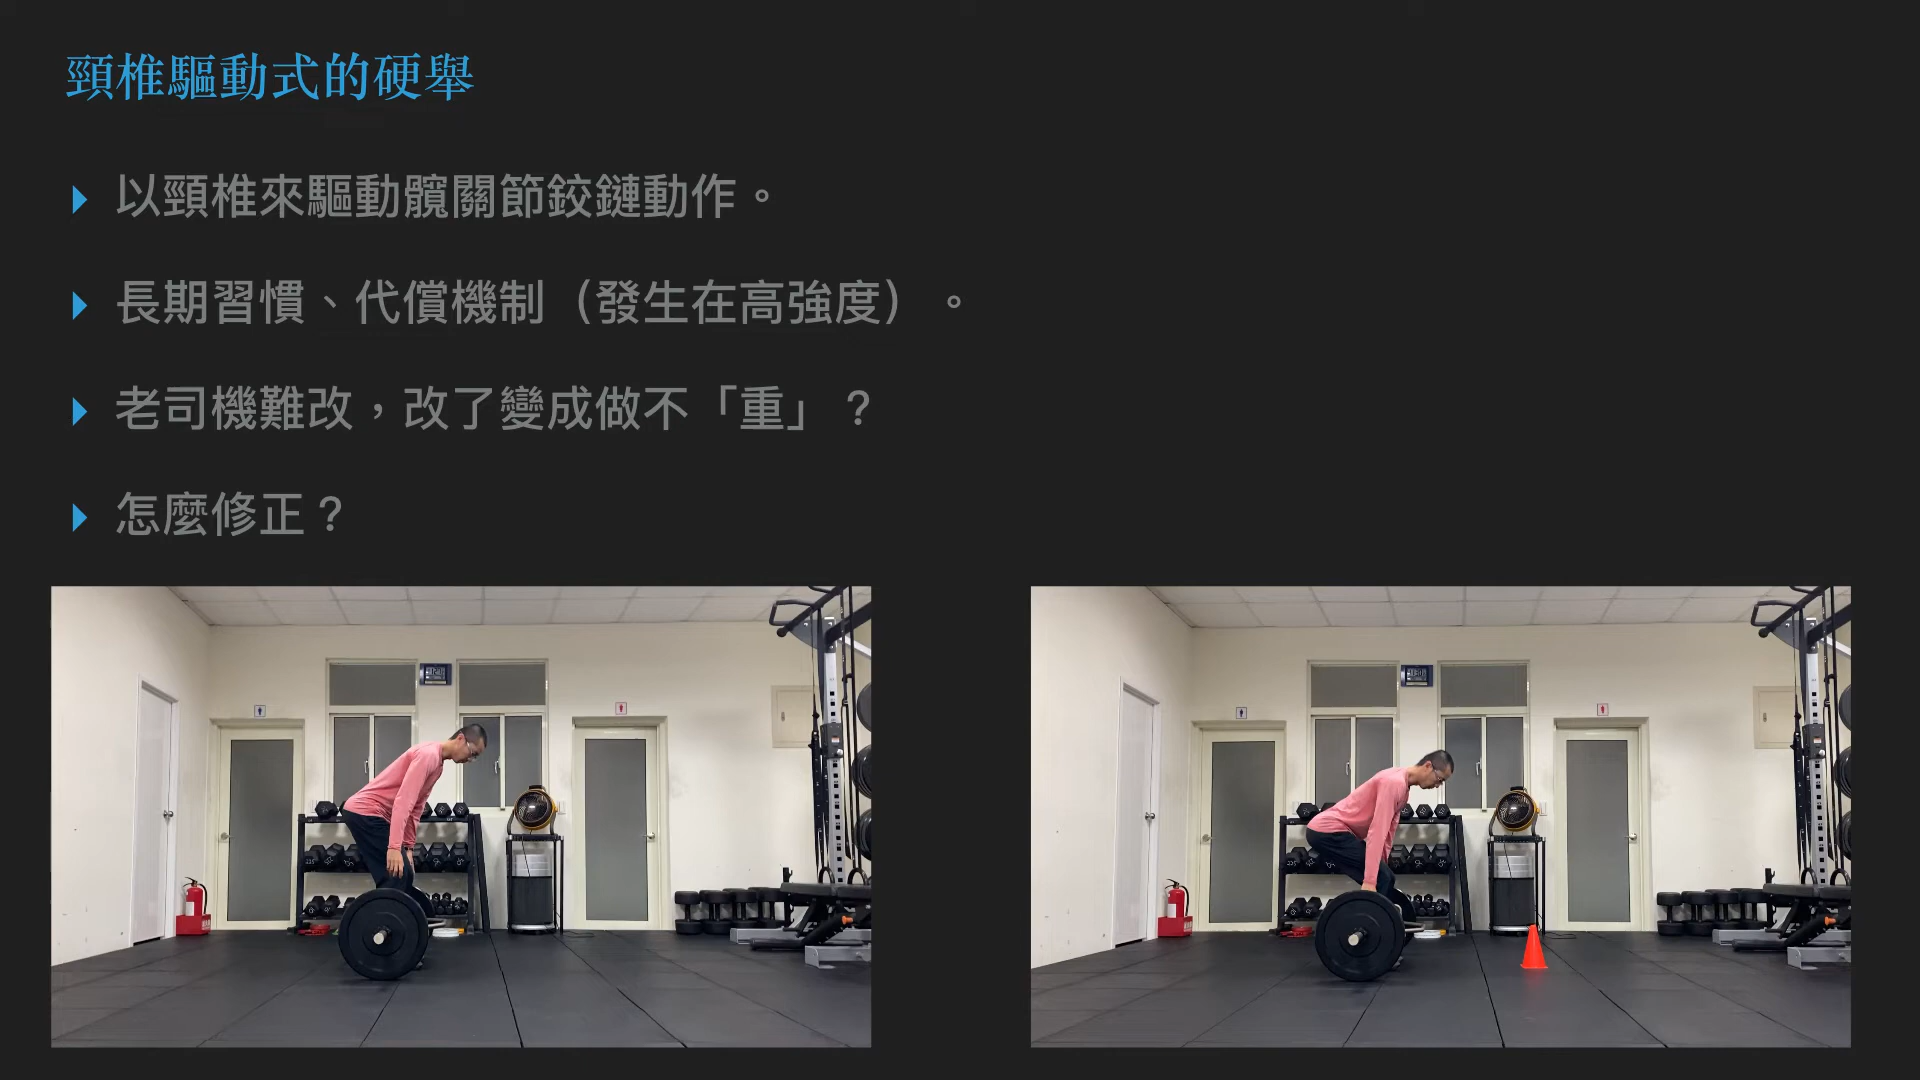 頸椎驅動式的硬舉
以頸椎來驅動髖關節鉸鏈動作。
長期習慣、代償機制（發生在高強度）。
老司機難改，改了變成做不「重」？
怎麼修正？